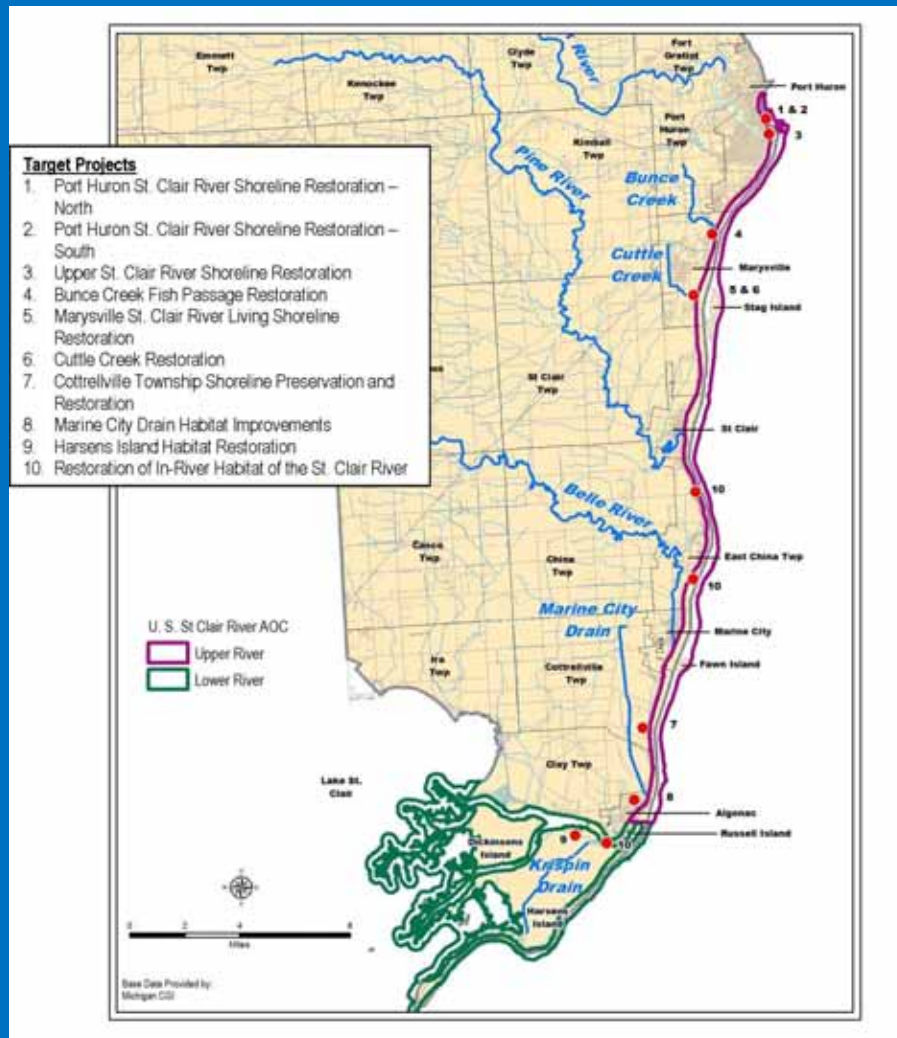 Target Projects
1. Port Huron St. Clair River Shoreline Restoration –
North
2. Port Huron St. Clair River Shoreline Restoration –
South
3. Upper St. Clair River Shoreline Restoration
4. Bunce Creek Fish Passage Restoration
5. Marysville St. Clair River Living Shoreline
Restoration
6. Cuttle Creek Restoration
7. Cottrellville Township Shoreline Preservation and
Restoration
8. Marine City Drain Habitat Improvements
9. Harsens Island Habitat Restoration
10. Restoration of In-River Habitat of the St. Clair River
Emmett
Twp
Kenockee
Twp
Clyde
Twp
River
Fort
Gratiot
Twp
Port Huron
1 & 2
3
Port
Huron
Twp
Kimball
Twp
Pine River
Bunce
Creek
4
Cuttle
Creek
Marysville
5 & 6
Stag Island
St Clair
Twp
St Clair
10
Belle River
Casco
Twp
China
Twp
East China Twp
10
Marine City
Drain
Marine City
Fawn Island
Ira
Twp
Cottrellville
Twp
7
Clay Twp
8
Algonac
Russell Island
Lake St.
Clair
Dickinsons
Island
9
10
Krispin
Drain
Harsens
Island
U. S. St Clair River AOC
Upper River
Lower River
0 2 4 8
Miles
Base Data Provided by:
Michigan CGI